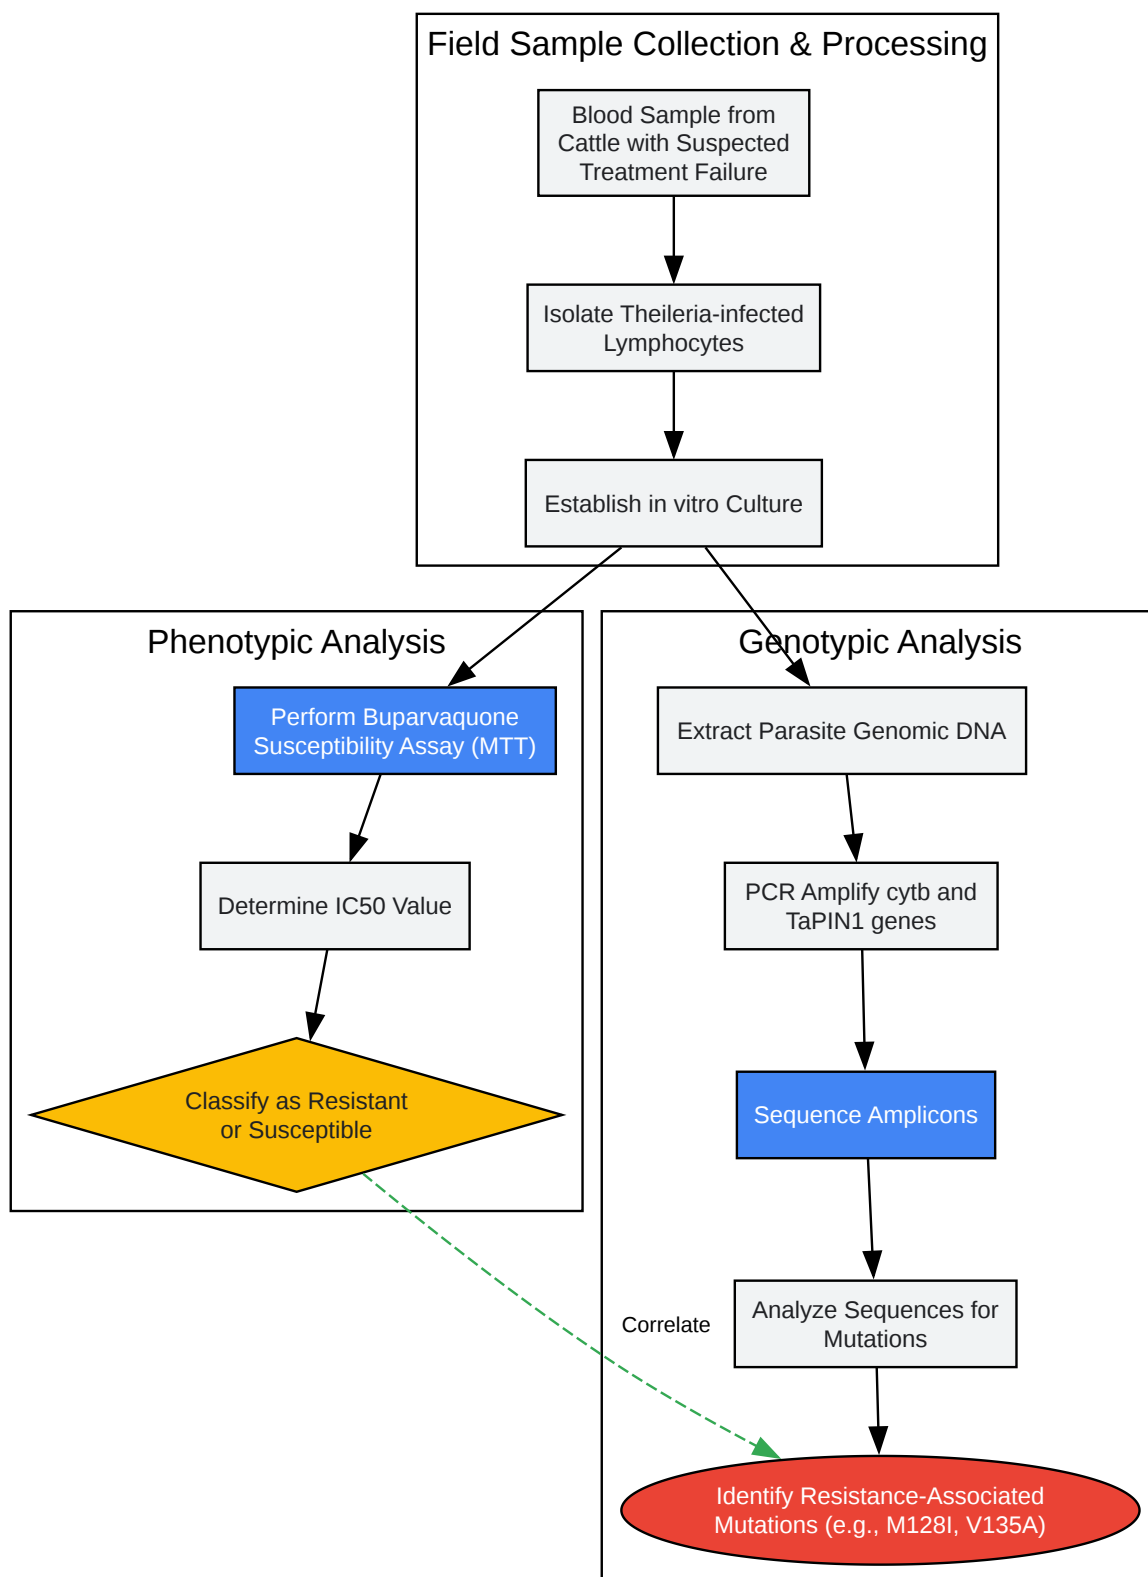 Field Sample Collection & Processing
Blood Sample from
Cattle with Suspected
Treatment Failure
Isolate Theileria-infected
Lymphocytes
Establish in vitro Culture
Phenotypic Analysis
Perform Buparvaquone
Susceptibility Assay (MTT)
Determine IC50 Value
Classify as Resistant
or Susceptible
Genotypic Analysis
Extract Parasite Genomic DNA
PCR Amplify cytb and
TaPIN1 genes
Sequence Amplicons
Analyze Sequences for
Mutations
Correlate
Identify Resistance-Associated
Mutations (e.g., M128I, V135A)